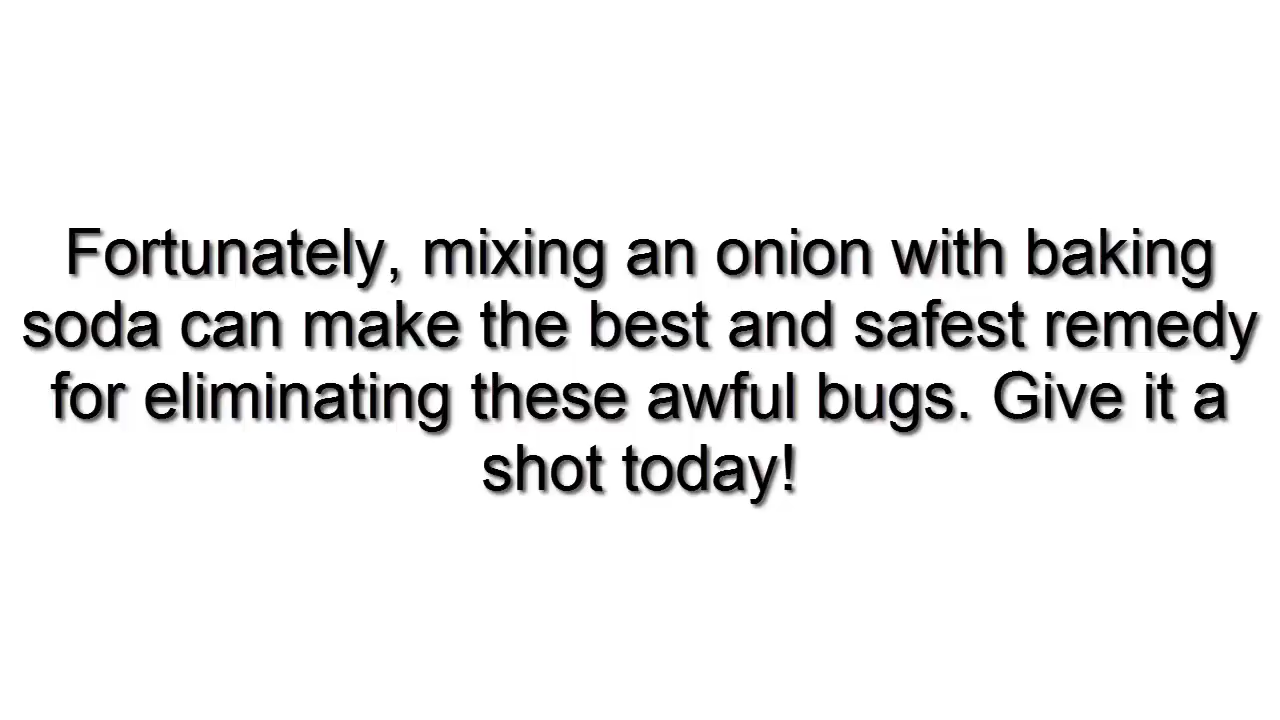 Fortunately, mixing an onion with baking
soda can make the best and safest remedy
for eliminating these awful bugs. Give it a
shot today!